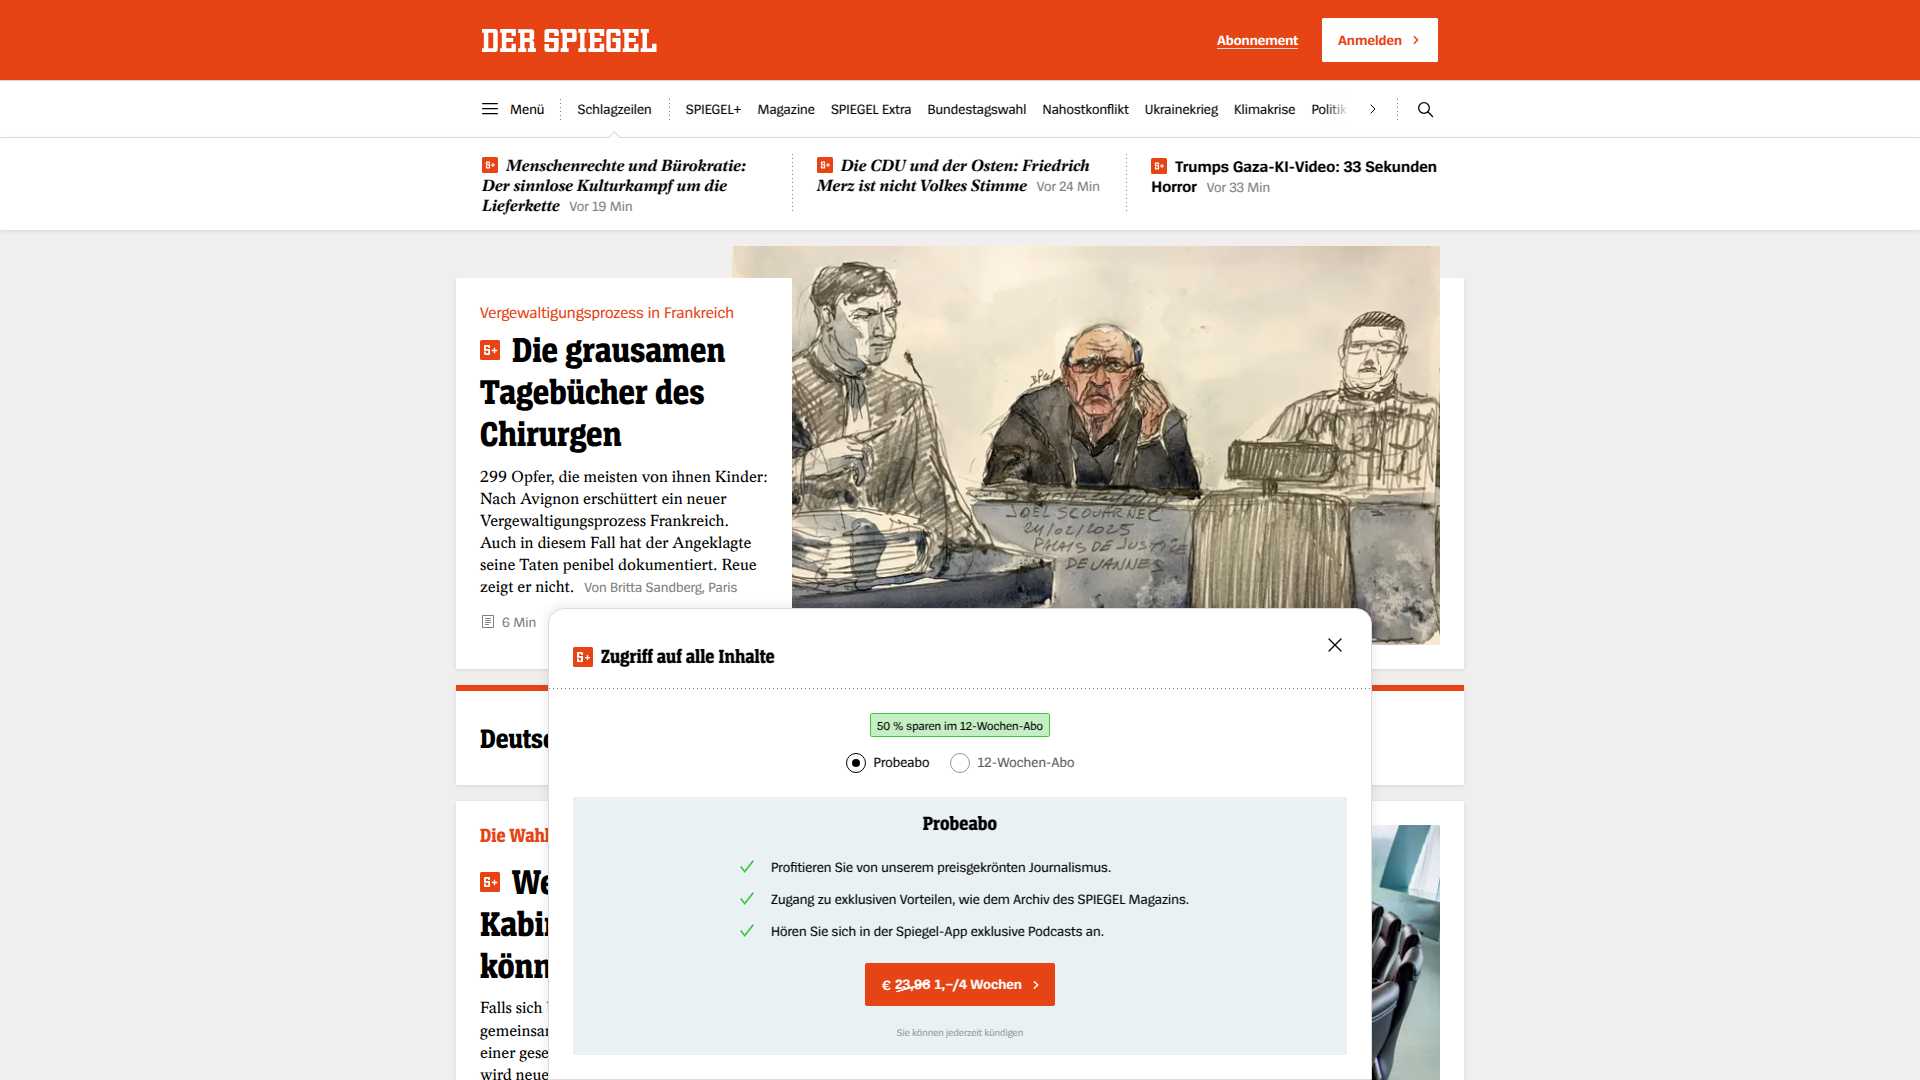 DER SPIEGEL
Abonnement
Anmelden
Menü
Schlagzeilen
SPIEGEL+
Magazine
SPIEGEL Extra
Bundestagswahl
Nahostkonflikt
Ukrainekrieg
Klimakrise
Politik
Menschenrechte und Bürokratie:
Der sinnlose Kulturkampf um die
Lieferkette Vor 19 Min
Die CDU und der Osten: Friedrich
Merz ist nicht Volkes Stimme Vor 24 Min
Trumps Gaza-KI-Video: 33 Sekunden
Horror Vor 33 Min
Vergewaltigungsprozess in Frankreich
Die grausamen
Tagebücher des
Chirurgen
299 Opfer, die meisten von ihnen Kinder:
Nach Avignon erschüttert ein neuer
Vergewaltigungsprozess Frankreich.
Auch in diesem Fall hat der Angeklagte
seine Taten penibel dokumentiert. Reue
zeigt er nicht. Von Britta Sandberg, Paris
6 Min
JOEL SCOUARNEC
24/02/2025
PALAIS DE JUSTICE
DE VANNES
Zugriff auf alle Inhalte
50 % sparen im 12-Wochen-Abo
Probeabo
12-Wochen-Abo
Probeabo
Profitieren Sie von unserem preisgekrönten Journalismus.
Zugang zu exklusiven Vorteilen, wie dem Archiv des SPIEGEL Magazins.
Hören Sie sich in der Spiegel-App exklusive Podcasts an.
€ 23,96 1,–/4 Wochen
Sie können jederzeit kündigen
Deutsc
Die Wahl
We
Kabin
könn
Falls sich
gemeinsan
einer gese
wird neue